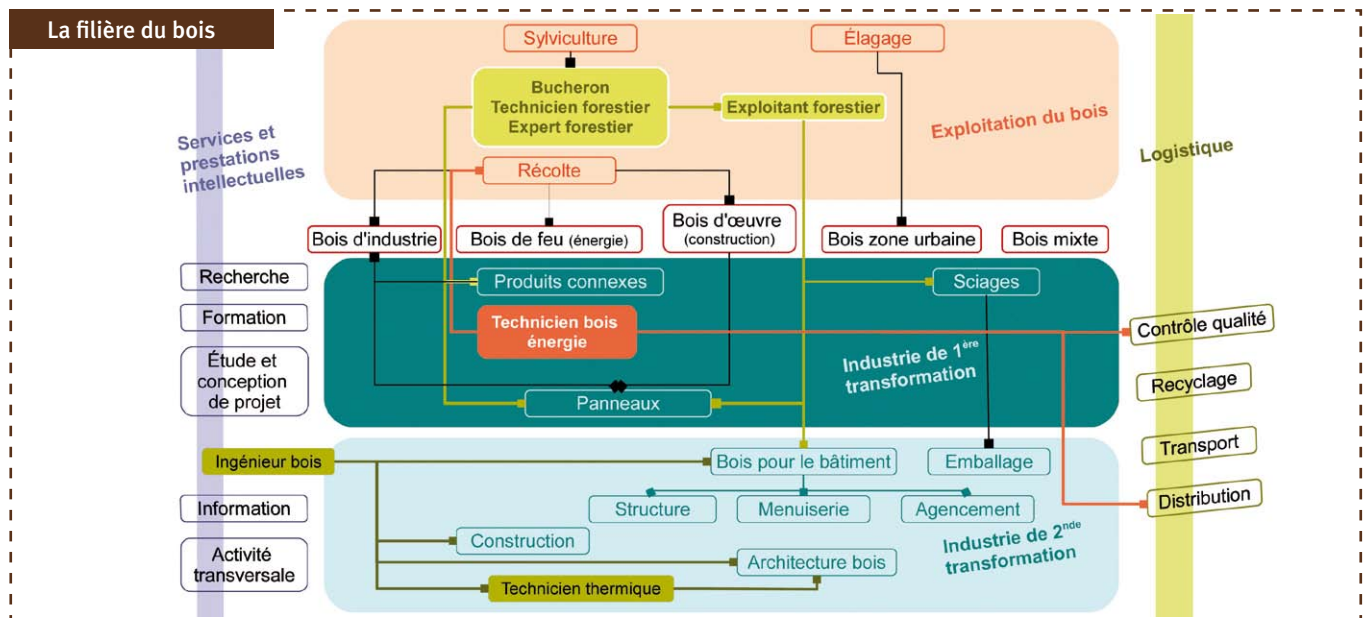 La filière du bois
Sylviculture
Élagage
Bucheron
Technicien forestier
Expert forestier
Exploitant forestier
Exploitation du bois
Services et
prestations
intellectuelles
Logistique
Récolte
Bois d'industrie
Bois de feu (énergie)
Bois d'œuvre
(construction)
Bois zone urbaine
Bois mixte
Recherche
Produits connexes
Sciages
Formation
Technicien bois
énergie
Contrôle qualité
Étude et
conception
de projet
Industrie de 1ère
transformation
Recyclage
Panneaux
Ingénieur bois
Bois pour le bâtiment
Emballage
Transport
Information
Structure
Menuiserie
Agencement
Distribution
Construction
Industrie de 2nde
transformation
Activité
transversale
Architecture bois
Technicien thermique